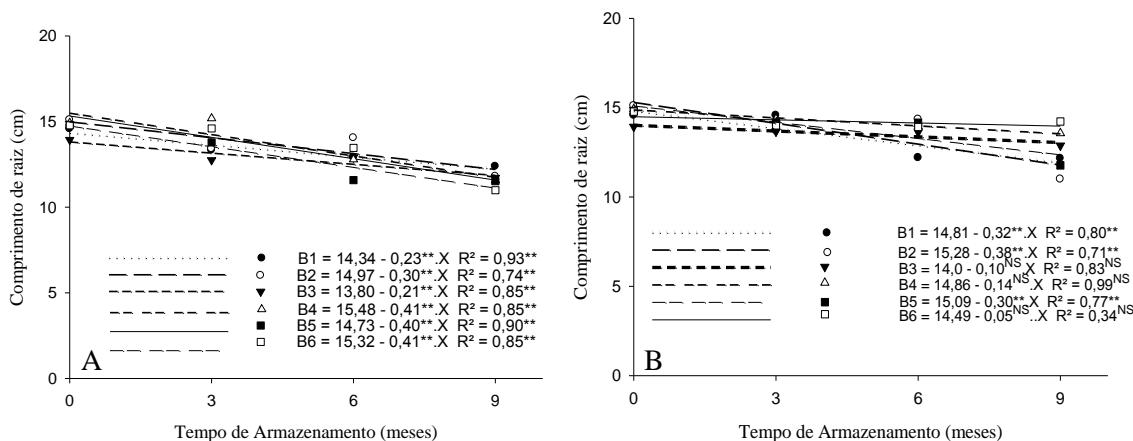 Comprimento de raiz (cm)
20
15
10
5
0
B1 = 14,34 - 0,23**.X R² = 0,93**
B2 = 14,97 - 0,30**.X R² = 0,74**
B3 = 13,80 - 0,21**.X R² = 0,85**
B4 = 15,48 - 0,41**.X R² = 0,85**
B5 = 14,73 - 0,40**.X R² = 0,90**
B6 = 15,32 - 0,41**.X R² = 0,85**
A
0 3 6 9
Tempo de Armazenamento (meses)
Comprimento de raiz (cm)
20
15
10
5
0
B1 = 14,81 - 0,32**.X R² = 0,80**
B2 = 15,28 - 0,38**.X R² = 0,71**
B3 = 14,0 - 0,10NS.X R² = 0,83NS
B4 = 14,86 - 0,14NS.X R² = 0,99NS
B5 = 15,09 - 0,30**.X R² = 0,77**
B6 = 14,49 - 0,05NS..X R² = 0,34NS
B
0 3 6 9
Tempo de Armazenamento (meses)